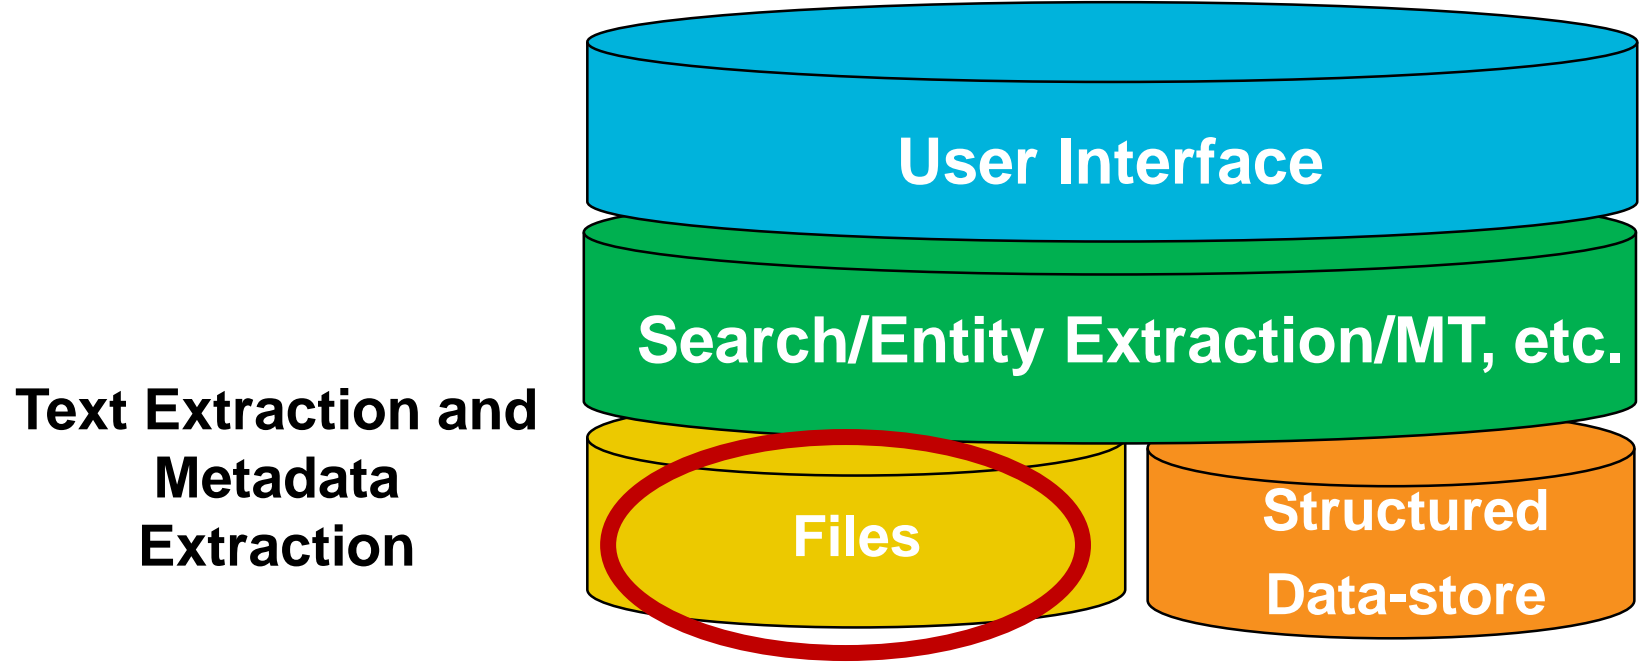 User Interface
Search/Entity Extraction/MT, etc.
Text Extraction and
Metadata
Extraction
Files
Structured
Data-store